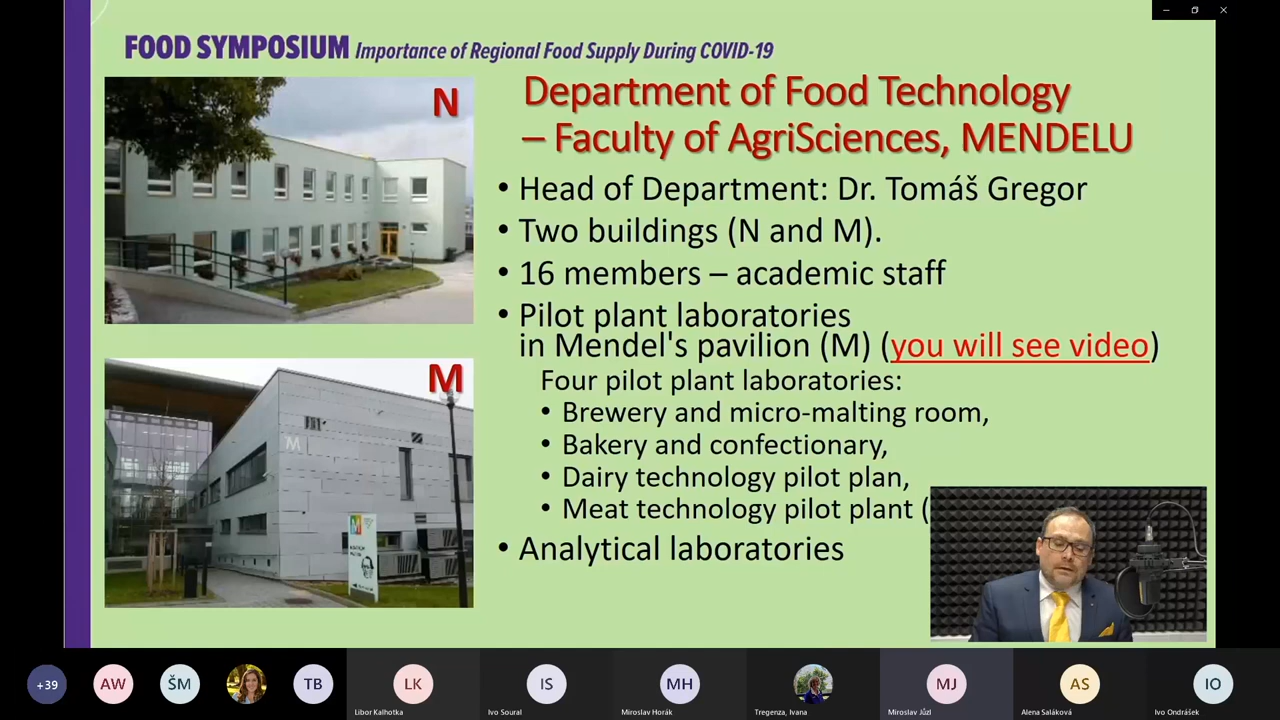 FOOD SYMPOSIUM Importance of Regional Food Supply During COVID-19
N
Department of Food Technology
– Faculty of AgriSciences, MENDELU
• Head of Department: Dr. Tomáš Gregor
• Two buildings (N and M).
• 16 members – academic staff
• Pilot plant laboratories
in Mendel's pavilion (M) (you will see video)
Four pilot plant laboratories:
• Brewery and micro-malting room,
• Bakery and confectionary,
• Dairy technology pilot plan,
• Meat technology pilot plant (
• Analytical laboratories
M
M
M
+39
AW
ŠM
TB
LK
Libor Kalhotka
IS
Ivo Soural
MH
Miroslav Horák
Tregenza, Ivana
MJ
Miroslav Jůzl
AS
Alena Saláková
IO
Ivo Ondrášek